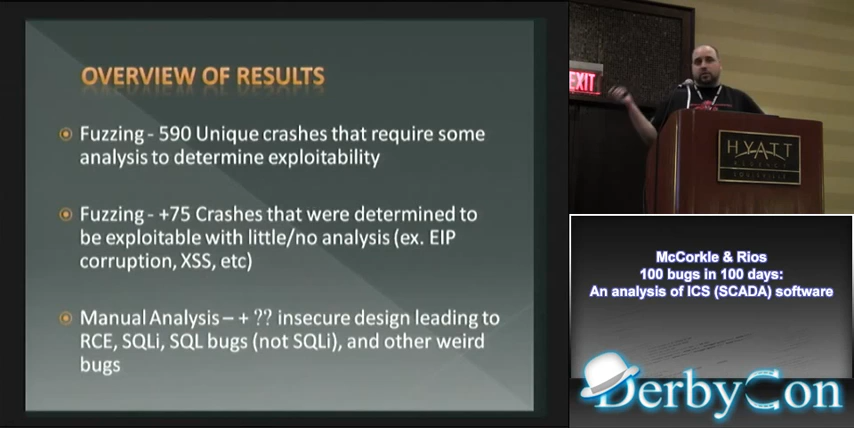 OVERVIEW OF RESULTS
Fuzzing - 590 Unique crashes that require some
analysis to determine exploitability
Fuzzing - +75 Crashes that were determined to
be exploitable with little/no analysis (ex. EIP
corruption, XSS, etc)
Manual Analysis – + ?? insecure design leading to
RCE, SQLi, SQL bugs (not SQLi), and other weird
bugs
EXIT
HYATT
REGENCY
LOUISVILLE
McCorkle & Rios
100 bugs in 100 days:
An analysis of ICS (SCADA) software
DerbyCon